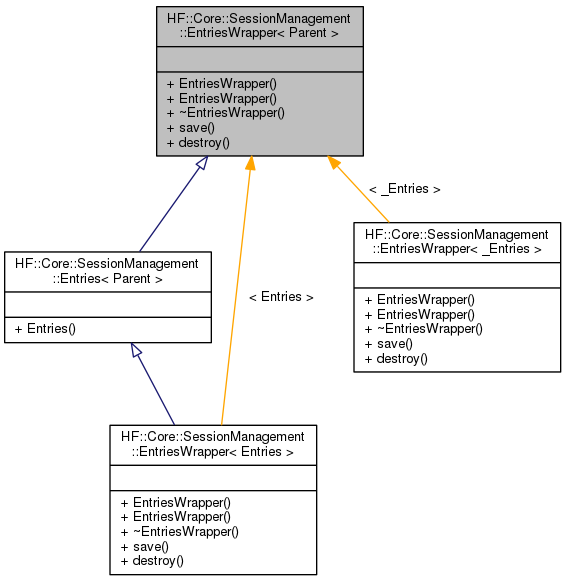 HF::Core::SessionManagement
::EntriesWrapper< Parent >
+ EntriesWrapper()
+ EntriesWrapper()
+ ~EntriesWrapper()
+ save()
+ destroy()
< _Entries >
HF::Core::SessionManagement
::EntriesWrapper< _Entries >
+ EntriesWrapper()
+ EntriesWrapper()
+ ~EntriesWrapper()
+ save()
+ destroy()
HF::Core::SessionManagement
::Entries< Parent >
+ Entries()
< Entries >
HF::Core::SessionManagement
::EntriesWrapper< Entries >
+ EntriesWrapper()
+ EntriesWrapper()
+ ~EntriesWrapper()
+ save()
+ destroy()